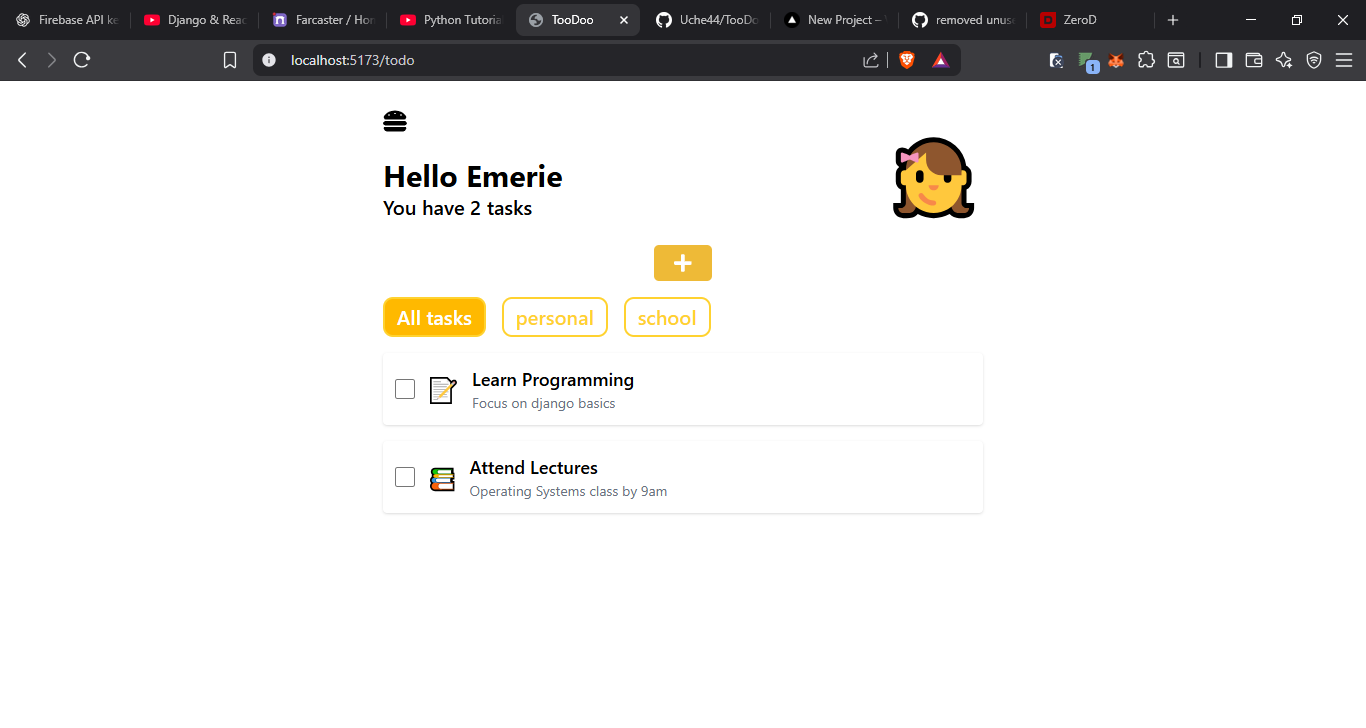 Firebase API ke
Django & Reac
Farcaster / Hom
Python Tutoria
TooDoo
Uche44/TooDo
New Project –
removed unuse
ZeroD
localhost:5173/todo
1
Hello Emerie
You have 2 tasks
All tasks
personal
school
Learn Programming
Focus on django basics
Attend Lectures
Operating Systems class by 9am